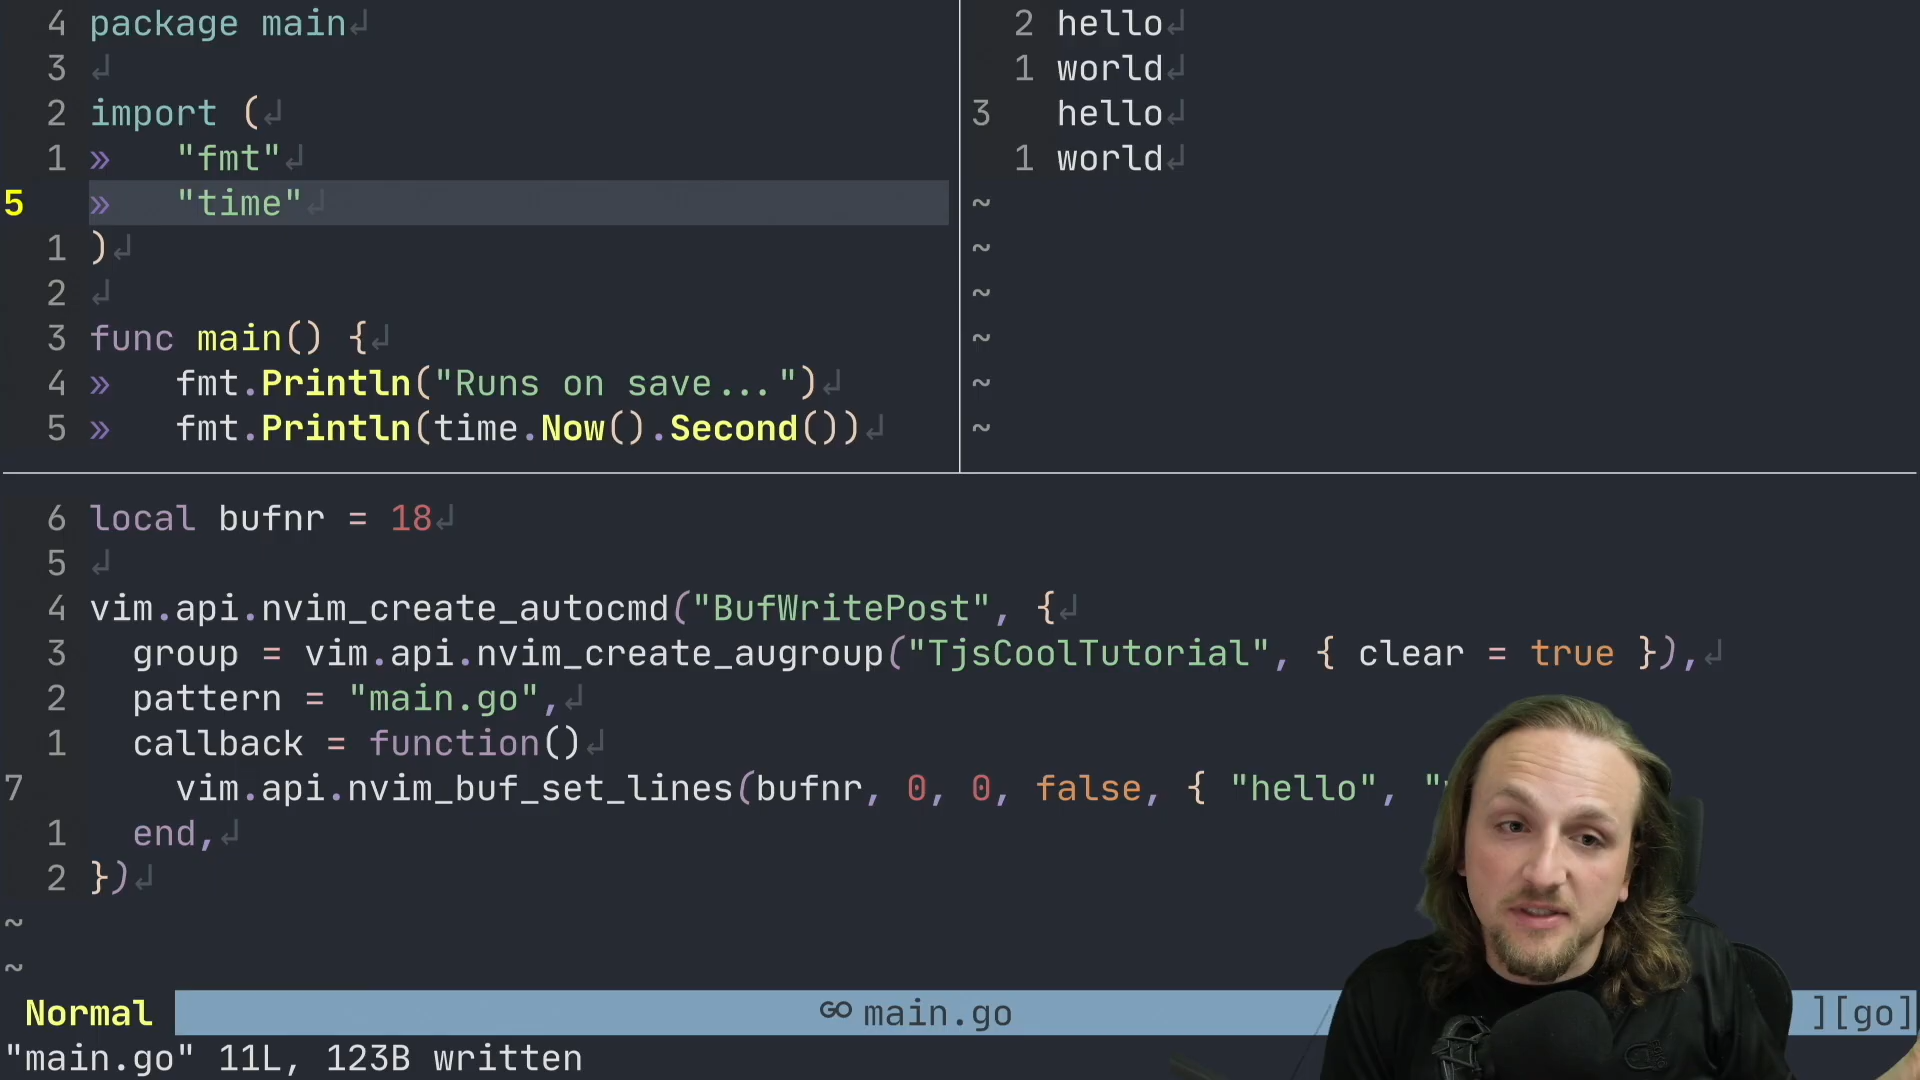 4 package main
3
2 import (
1 » "fmt"
5 » "time"
1 )
2
3 func main() {
4 » fmt.Println("Runs on save...")
5 » fmt.Println(time.Now().Second())
2 hello
1 world
3 hello
1 world
~
~
~
~
~
~
6 local bufnr = 18
5
4 vim.api.nvim_create_autocmd("BufWritePost", {
3 group = vim.api.nvim_create_augroup("TjsCoolTutorial", { clear = true }),
2 pattern = "main.go",
1 callback = function()
7 vim.api.nvim_buf_set_lines(bufnr, 0, 0, false, { "hello",
1 end,
2 })
~
~
Normal main.go ][go]
"main.go" 11L, 123B written